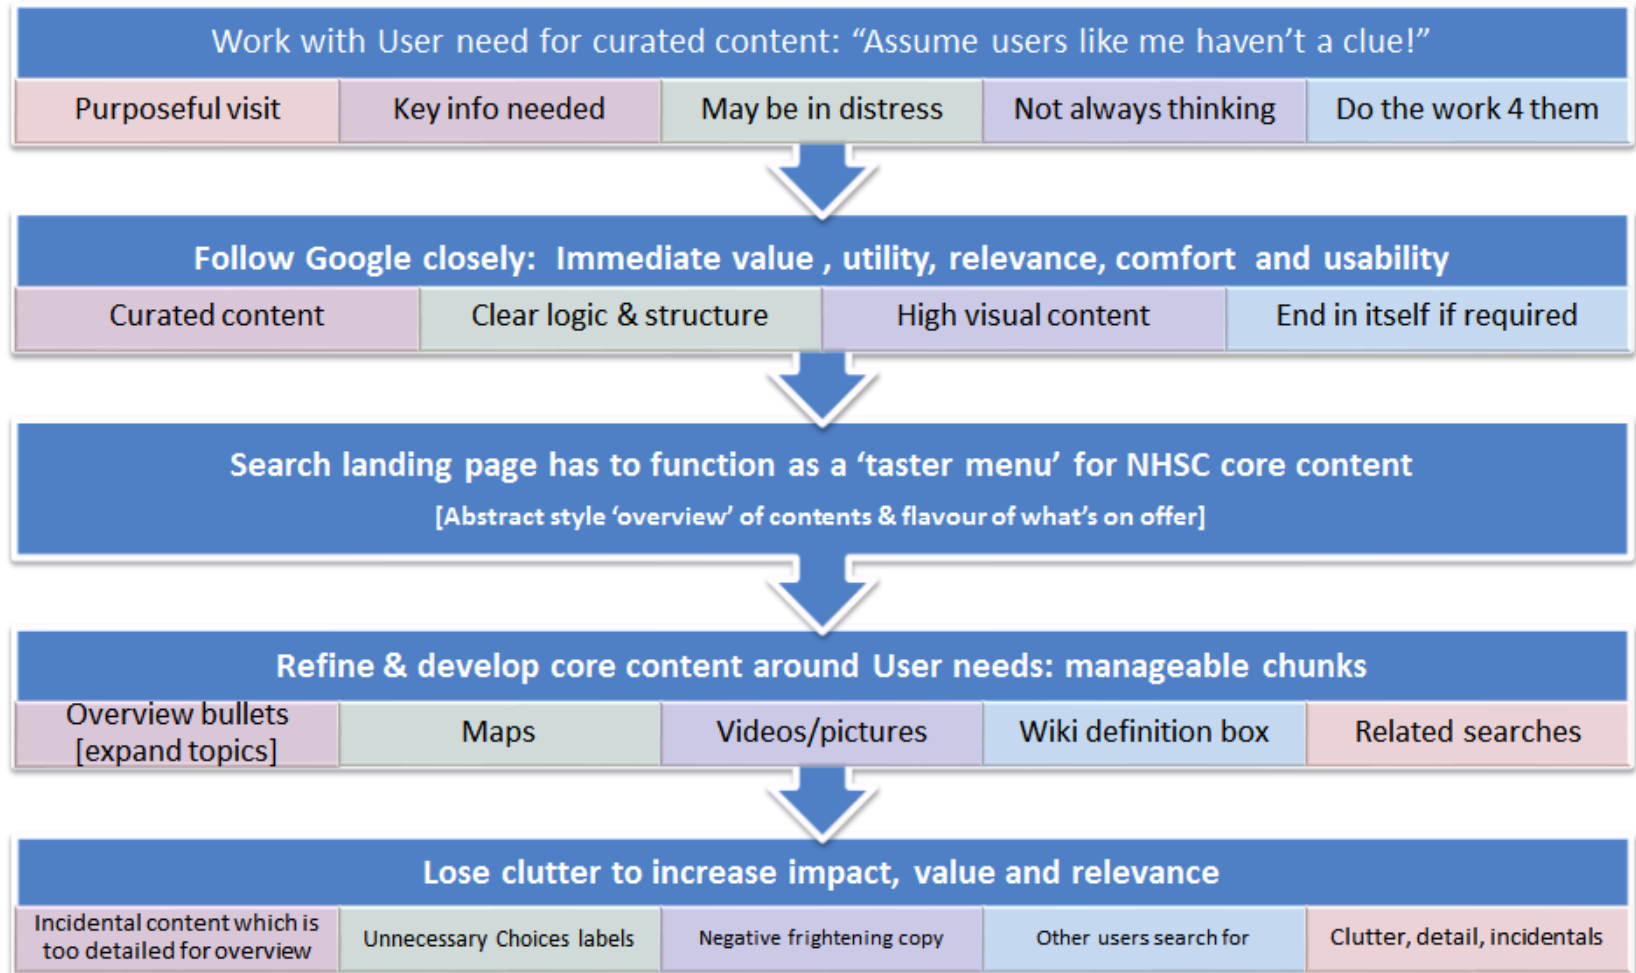 Work with User need for curated content: “Assume users like me haven’t a clue!”
Purposeful visit
Key info needed
May be in distress
Not always thinking
Do the work 4 them
Follow Google closely:  Immediate value , utility, relevance, comfort  and usability
Curated content
Clear logic & structure
High visual content
End in itself if required
Search landing page has to function as a ‘taster menu’ for NHSC core content
[Abstract style ‘overview’ of contents & flavour of what’s on offer]
Refine & develop core content around User needs: manageable chunks
Overview bullets
[expand topics]
Maps
Videos/pictures
Wiki definition box
Related searches
Lose clutter to increase impact, value and relevance
Incidental content which is
too detailed for overview
Unnecessary Choices labels
Negative frightening copy
Other users search for
Clutter, detail, incidentals